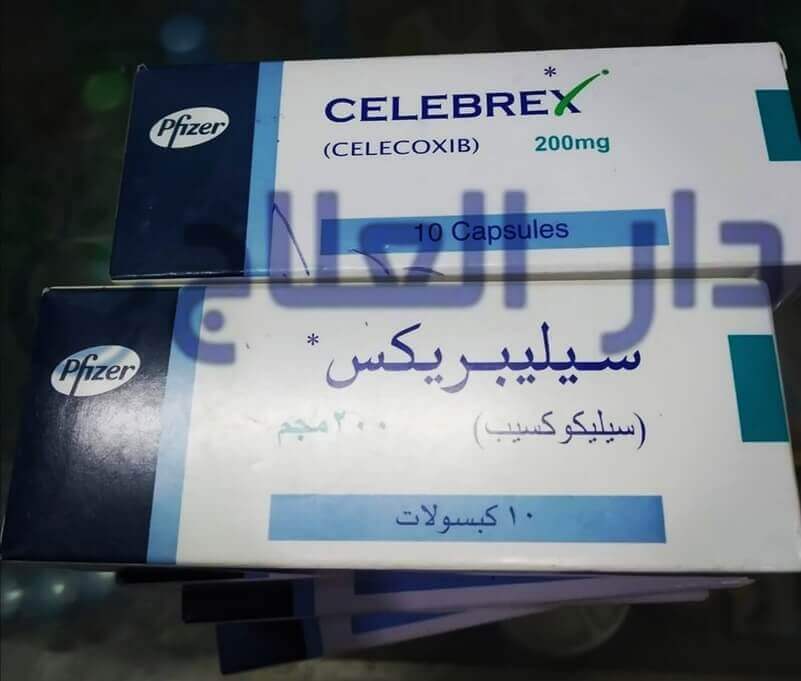 Pfizer
CELEBREX*
(CELECOXIB) 200mg
10 Capsules
دار العلاج
Pfizer
سيليبريكس*
(سيليكوكسيب) ٢٠٠ مجم
١٠ كبسولات